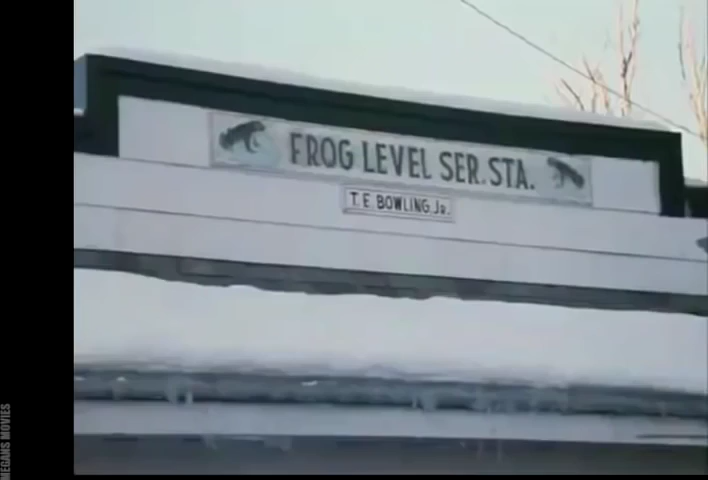 FROG LEVEL SER. STA.
T. E. BOWLING, JR.
MEGANS MOVIES